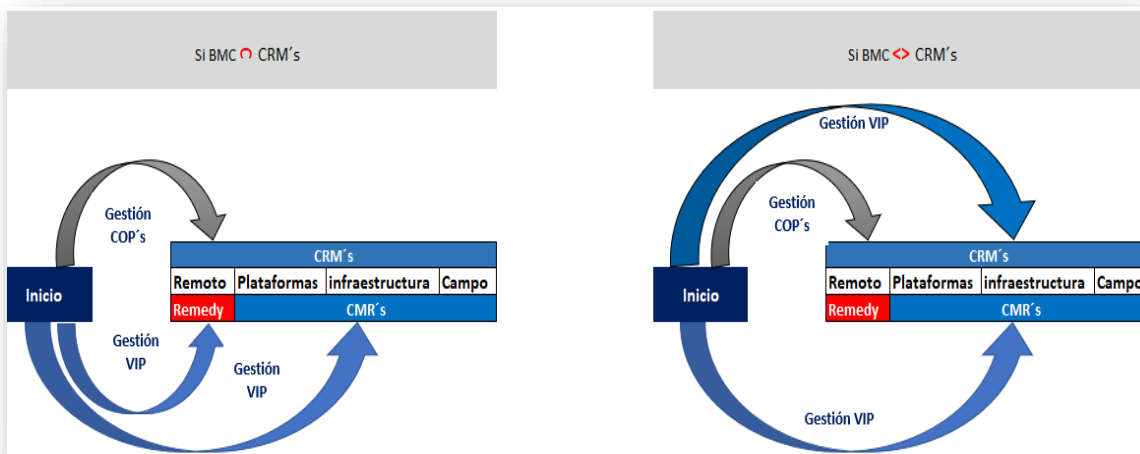 Si BMC ∩ CRM´s
Gestión
COP´s
CRM´s
Inicio
Remoto Plataformas infraestructura Campo
Remedy CMR´s
Gestión
VIP
Gestión
VIP
Si BMC <> CRM´s
Gestión VIP
Gestión
COP´s
CRM´s
Inicio
Remoto Plataformas infraestructura Campo
Remedy CMR´s
Gestión VIP